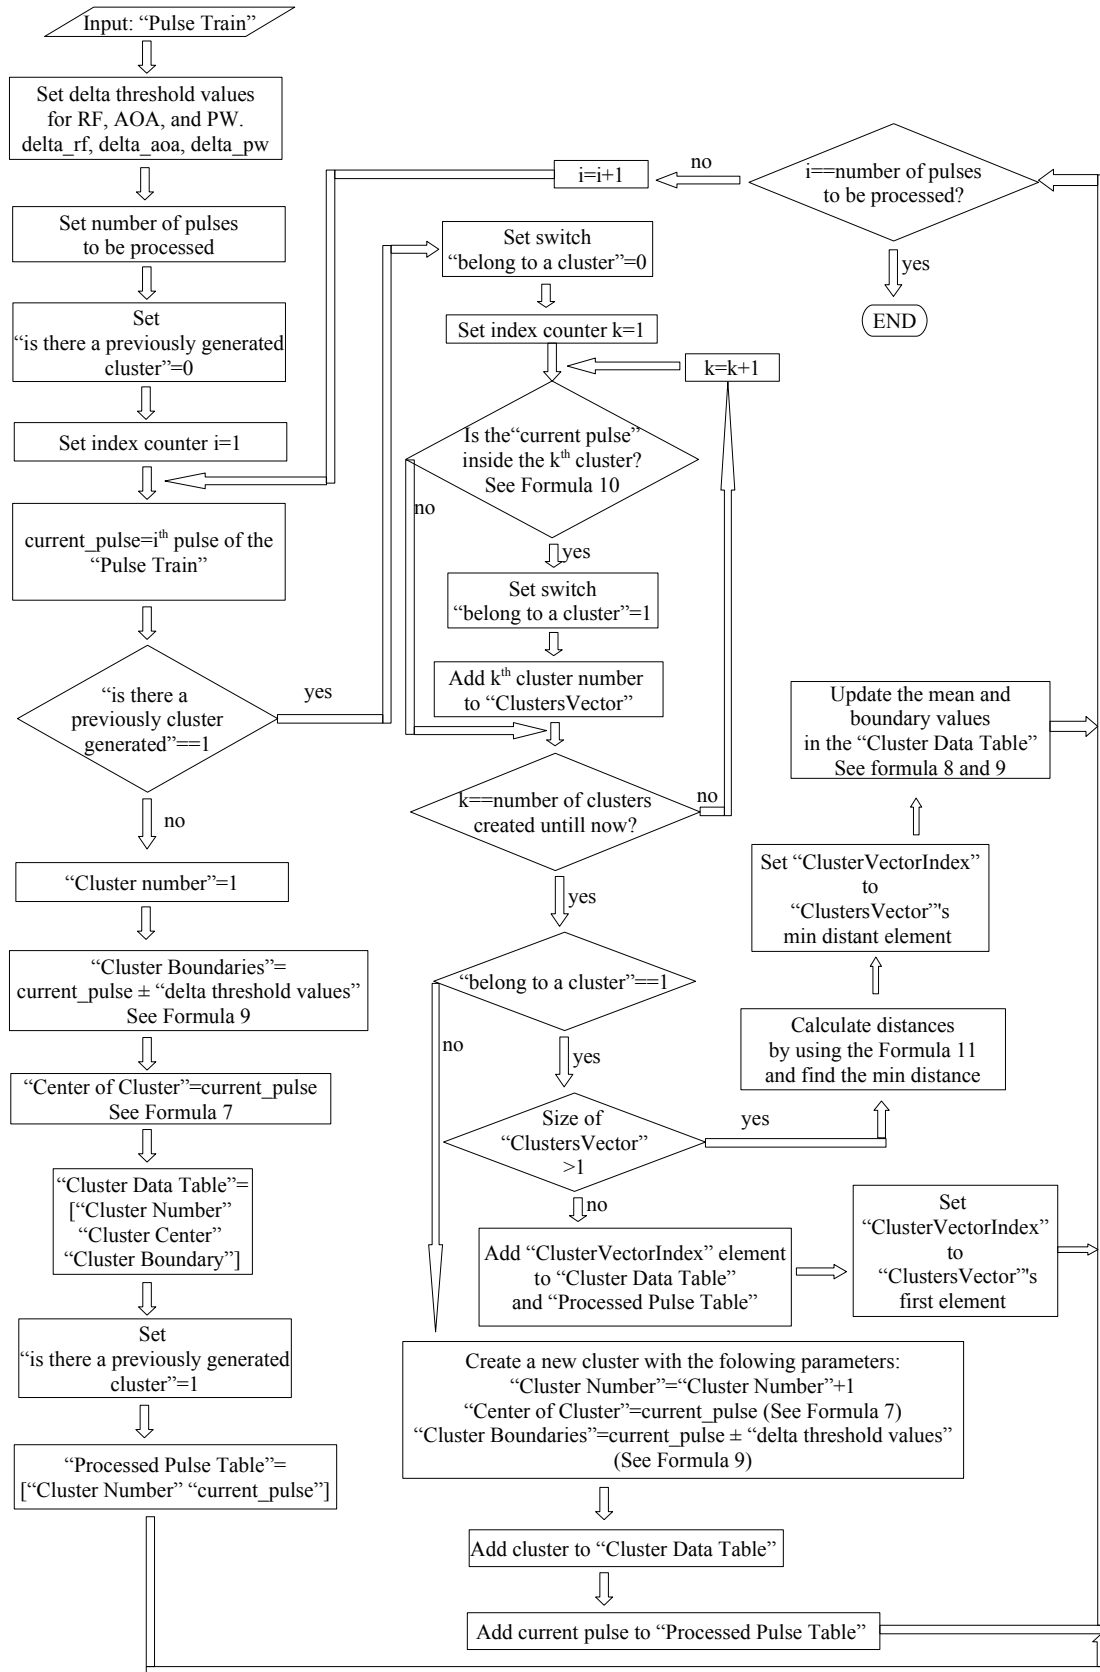 Input: “Pulse Train”
Set delta threshold values
for RF, AOA, and PW.
delta_rf, delta_aoa, delta_pw
Set number of pulses
to be processed
Set
“is there a previously generated
cluster”=0
Set index counter i=1
current_pulse=ith pulse of the
“Pulse Train”
“is there a
previously cluster
generated”==1
yes
no
“Cluster number”=1
“Cluster Boundaries”=
current_pulse ± “delta threshold values”
See Formula 9
“Center of Cluster”=current_pulse
See Formula 7
“Cluster Data Table”=
[“Cluster Number”
“Cluster Center”
“Cluster Boundary”]
Set
“is there a previously generated
cluster”=1
“Processed Pulse Table”=
[“Cluster Number” “current_pulse”]
i=i+1
no
i==number of pulses
to be processed?
yes
END
Set switch
“belong to a cluster”=0
Set index counter k=1
k=k+1
Is the“current pulse”
inside the kth cluster?
See Formula 10
no
yes
Set switch
“belong to a cluster”=1
Add kth cluster number
to “ClustersVector”
k==number of clusters
created untill now?
no
yes
“belong to a cluster”==1
no
yes
Size of
“ClustersVector”
>1
yes
no
Add “ClusterVectorIndex” element
to “Cluster Data Table”
and “Processed Pulse Table”
Set
“ClusterVectorIndex”
to
“ClustersVector”'s
first element
Calculate distances
by using the Formula 11
and find the min distance
Set “ClusterVectorIndex”
to
“ClustersVector”'s
min distant element
Update the mean and
boundary values
in the “Cluster Data Table”
See formula 8 and 9
Create a new cluster with the folowing parameters:
“Cluster Number”=“Cluster Number”+1
“Center of Cluster”=current_pulse (See Formula 7)
“Cluster Boundaries”=current_pulse ± “delta threshold values”
(See Formula 9)
Add cluster to “Cluster Data Table”
Add current pulse to “Processed Pulse Table”